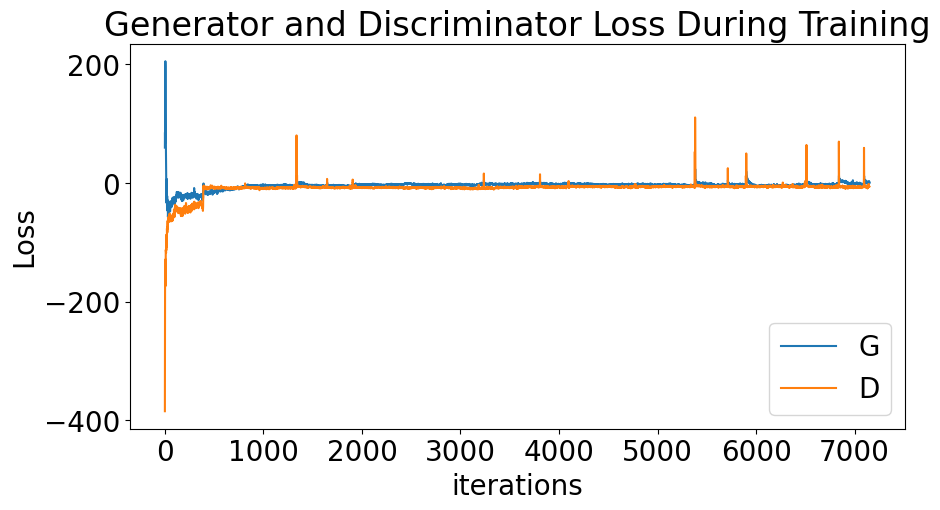 Generator and Discriminator Loss During Training
200
0
−200
−400
Loss
G
D
0 1000 2000 3000 4000 5000 6000 7000
iterations